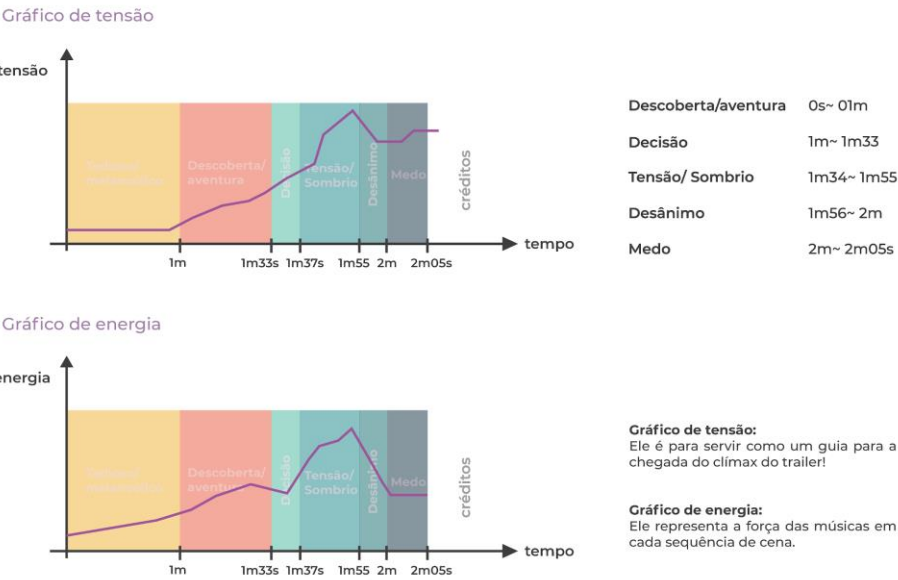 Gráfico de tensão
tensão
Descoberta/
aventura
Decisão
Tensão/
Sombrio
Desânimo
Medo
créditos
tempo
1m
1m33s
1m37s
1m55
2m
2m05s
Descoberta/aventura 0s~ 01m
Decisão 1m~ 1m33
Tensão/ Sombrio 1m34~ 1m55
Desânimo 1m56~ 2m
Medo 2m~ 2m05s
Gráfico de energia
energia
Descoberta/
aventura
Decisão
Tensão/
Sombrio
Desânimo
Medo
créditos
tempo
1m
1m33s
1m37s
1m55
2m
2m05s
Gráfico de tensão:
Ele é para servir como um guia para a
chegada do clímax do trailer!
Gráfico de energia:
Ele representa a força das músicas em
cada sequência de cena.